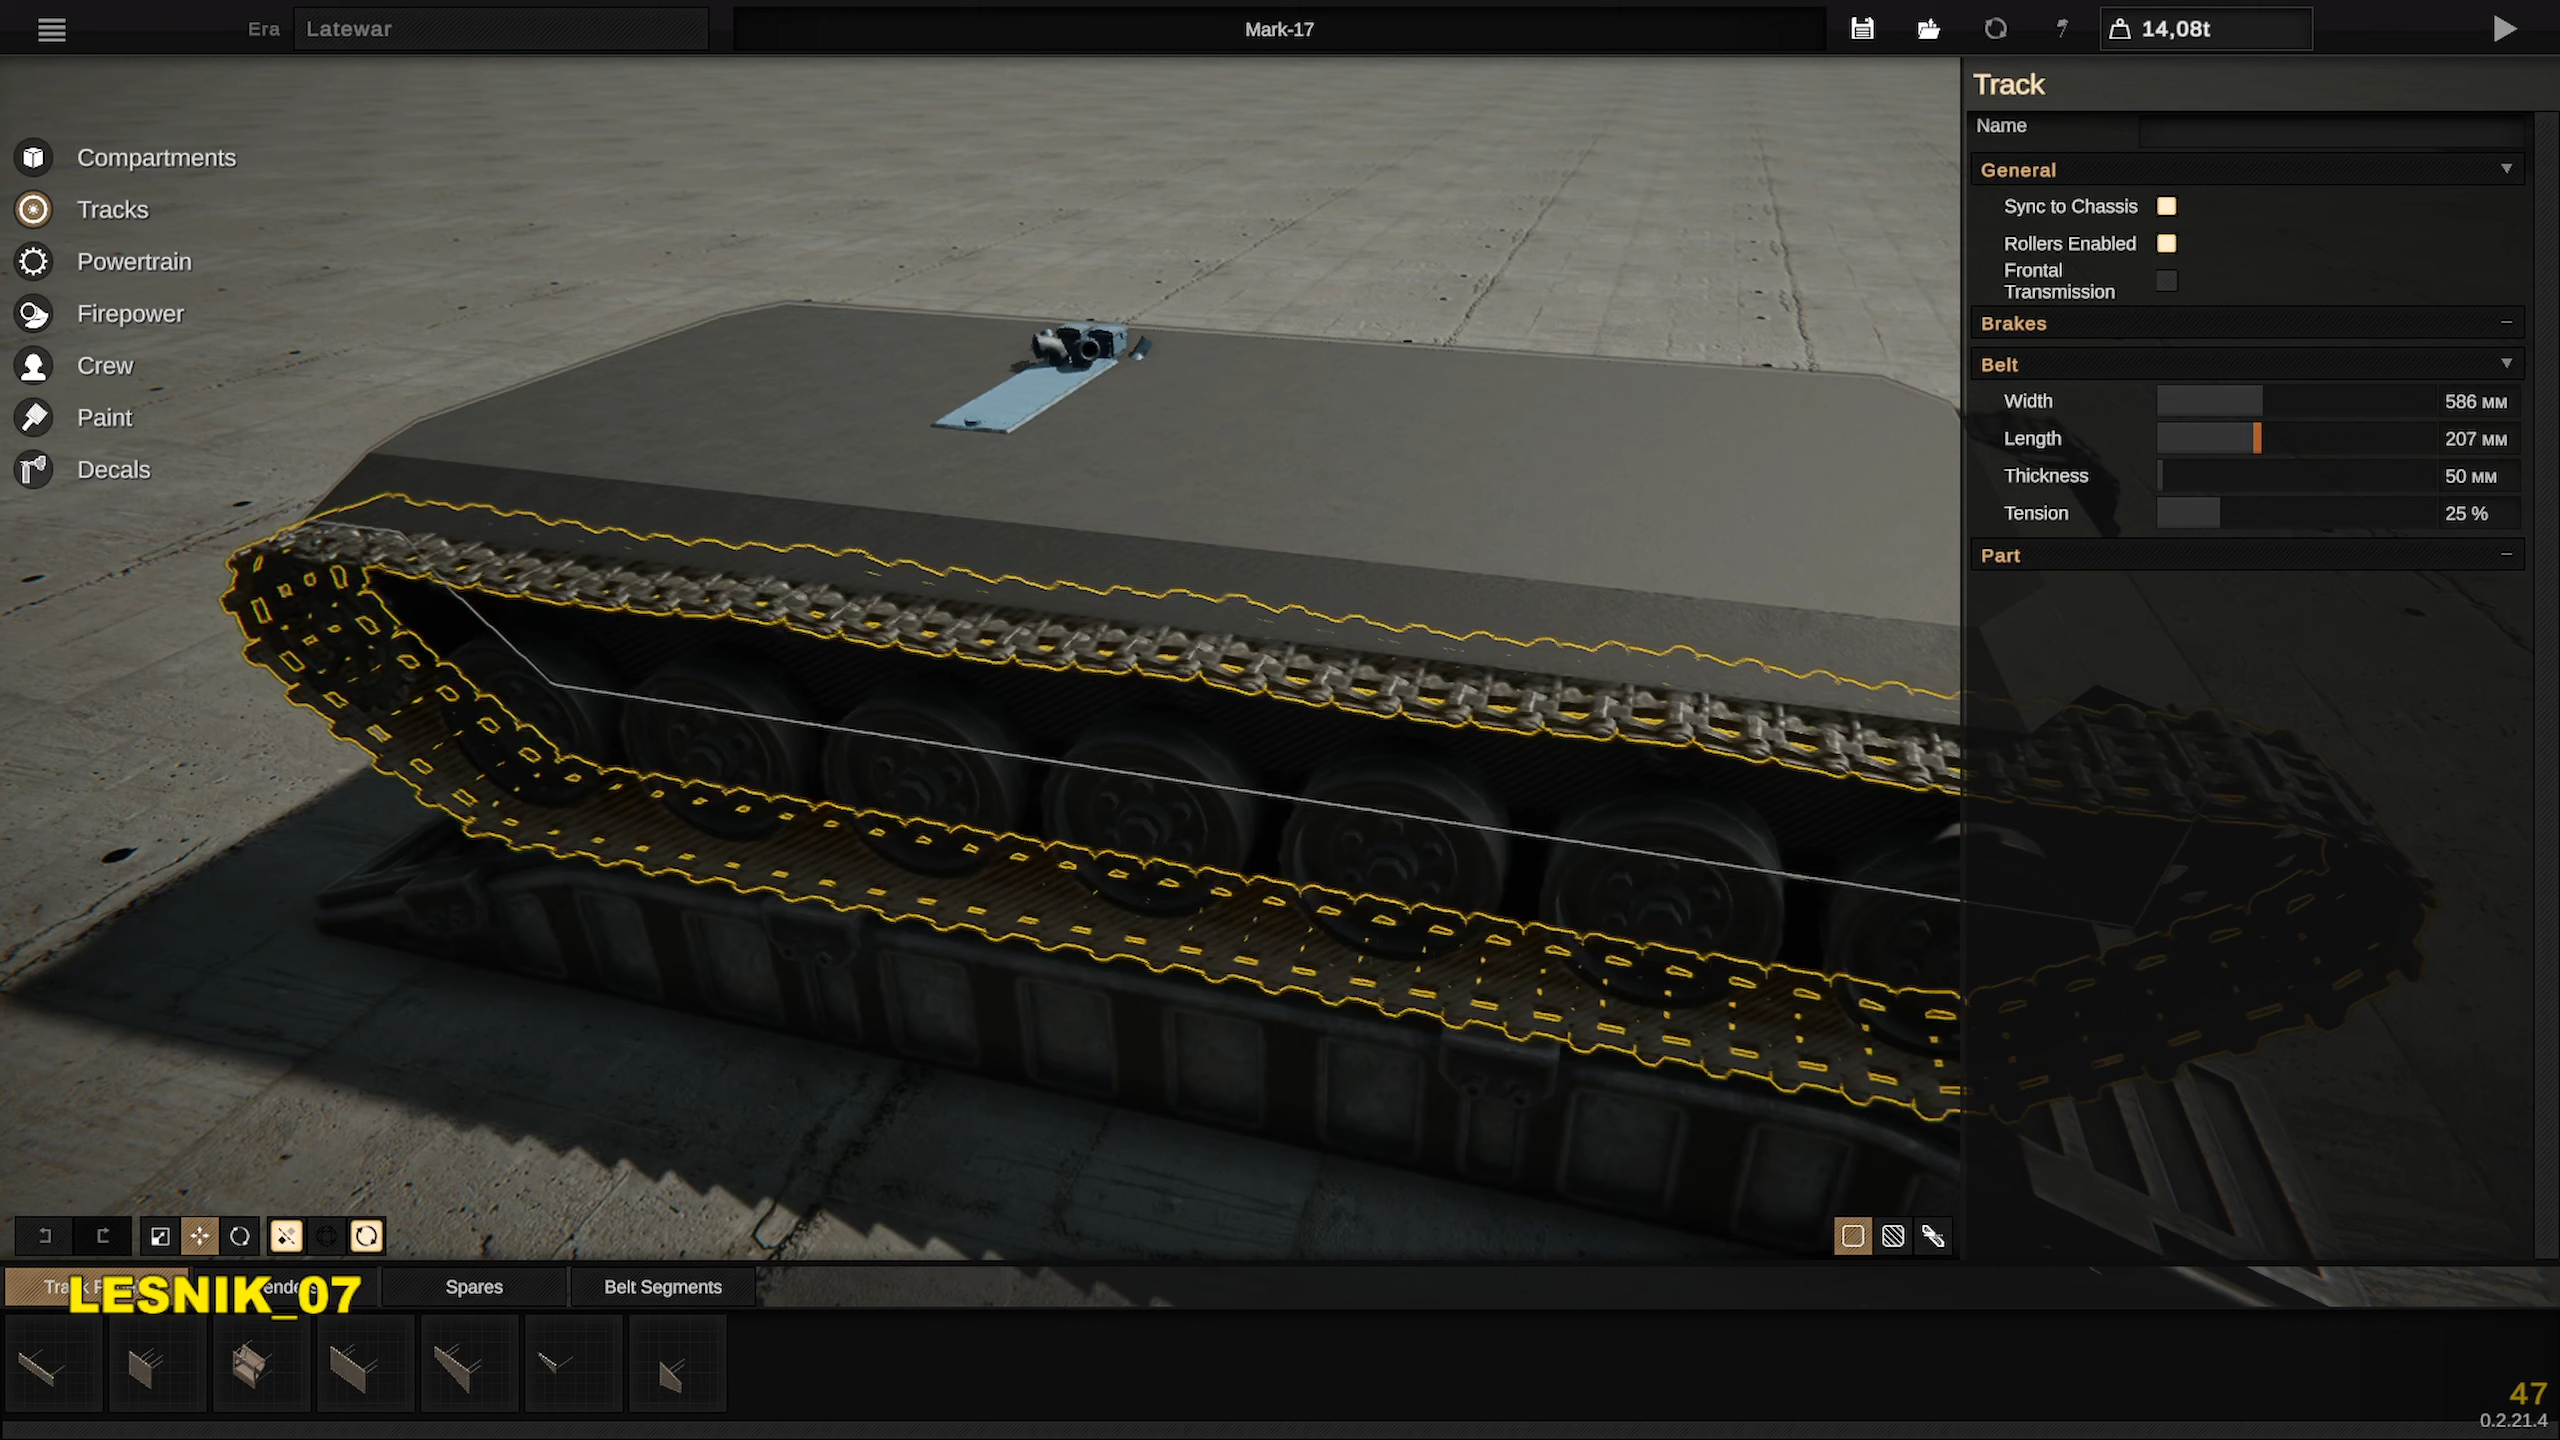 Era
Latewar
Mark-17
14,08t
Compartments
Tracks
Powertrain
Firepower
Crew
Paint
Decals
Track
Name
General
Sync to Chassis
Rollers Enabled
Frontal
Transmission
Brakes
Belt
Width
586 мм
Length
207 мм
Thickness
50 мм
Tension
25 %
Part
LESNIK_07
Spares
Belt Segments
47
0.2.21.4